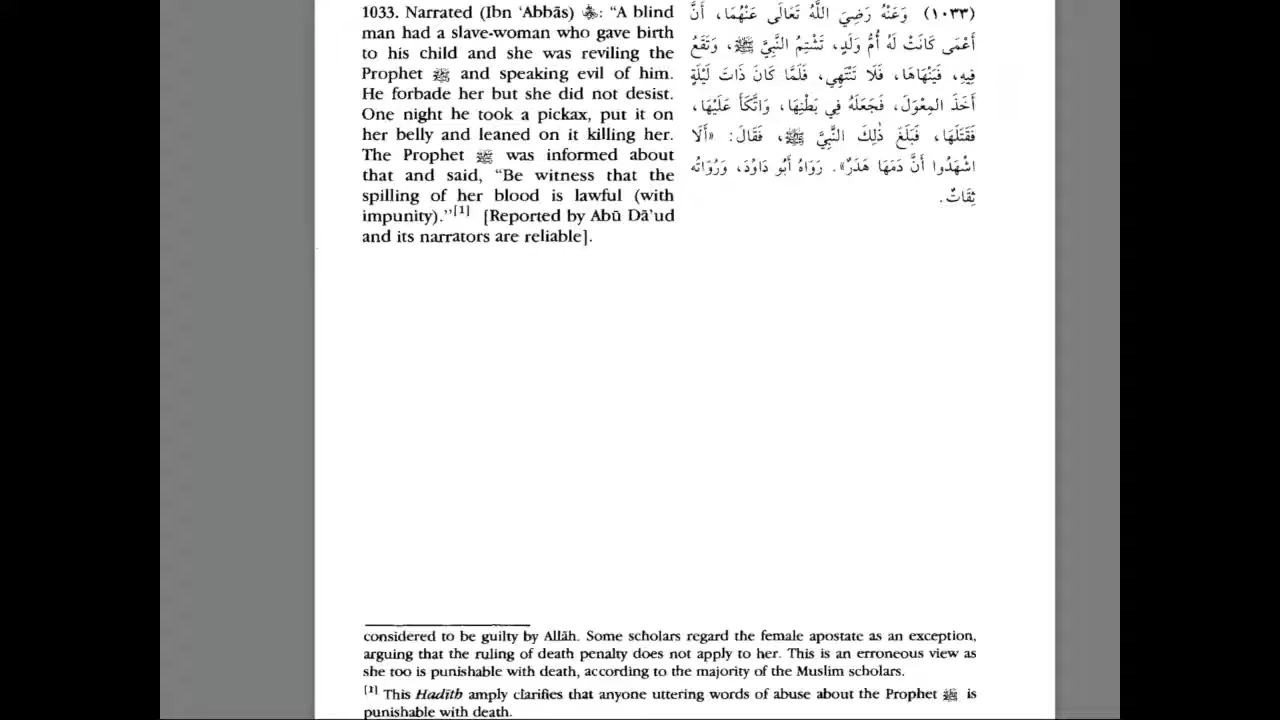 1033. Narrated (Ibn ‘Abbās) ﷺ: “A blind
man had a slave-woman who gave birth
to his child and she was reviling the
Prophet ﷺ and speaking evil of him.
He forbade her but she did not desist.
One night he took a pickax, put it on
her belly and leaned on it killing her.
The Prophet ﷺ was informed about
that and said, “Be witness that the
spilling of her blood is lawful (with
impunity).”[1] [Reported by Abū Dā’ud
and its narrators are reliable].
(١٠٣٣) وَعَنْهُ رَضِيَ اللَّهُ تَعَالَى عَنْهُمَا، أَنَّ
أَعْمَى كَانَتْ لَهُ أُمُّ وَلَدٍ، تَشْتِمُ النَّبِيَّ ﷺ، وَتَقَعُ
فِيهِ، فَيَنْهَاهَا، فَلَا تَنْتَهِي، فَلَمَّا كَانَ ذَاتَ لَيْلَةٍ
أَخَذَ المِعْوَلَ، فَجَعَلَهُ فِي بَطْنِهَا، وَاتَّكَأَ عَلَيْهَا،
فَقَتَلَهَا، فَبَلَغَ ذٰلِكَ النَّبِيَّ ﷺ، فَقَالَ: «أَلَا
اشْهَدُوا أَنَّ دَمَهَا هَدَرٌ». رَوَاهُ أَبُو دَاوُدَ، وَرُوَاتُه
ثِقَاتٌ.
considered to be guilty by Allāh. Some scholars regard the female apostate as an exception,
arguing that the ruling of death penalty does not apply to her. This is an erroneous view as
she too is punishable with death, according to the majority of the Muslim scholars.
[1] This Hadīth amply clarifies that anyone uttering words of abuse about the Prophet ﷺ is
punishable with death.